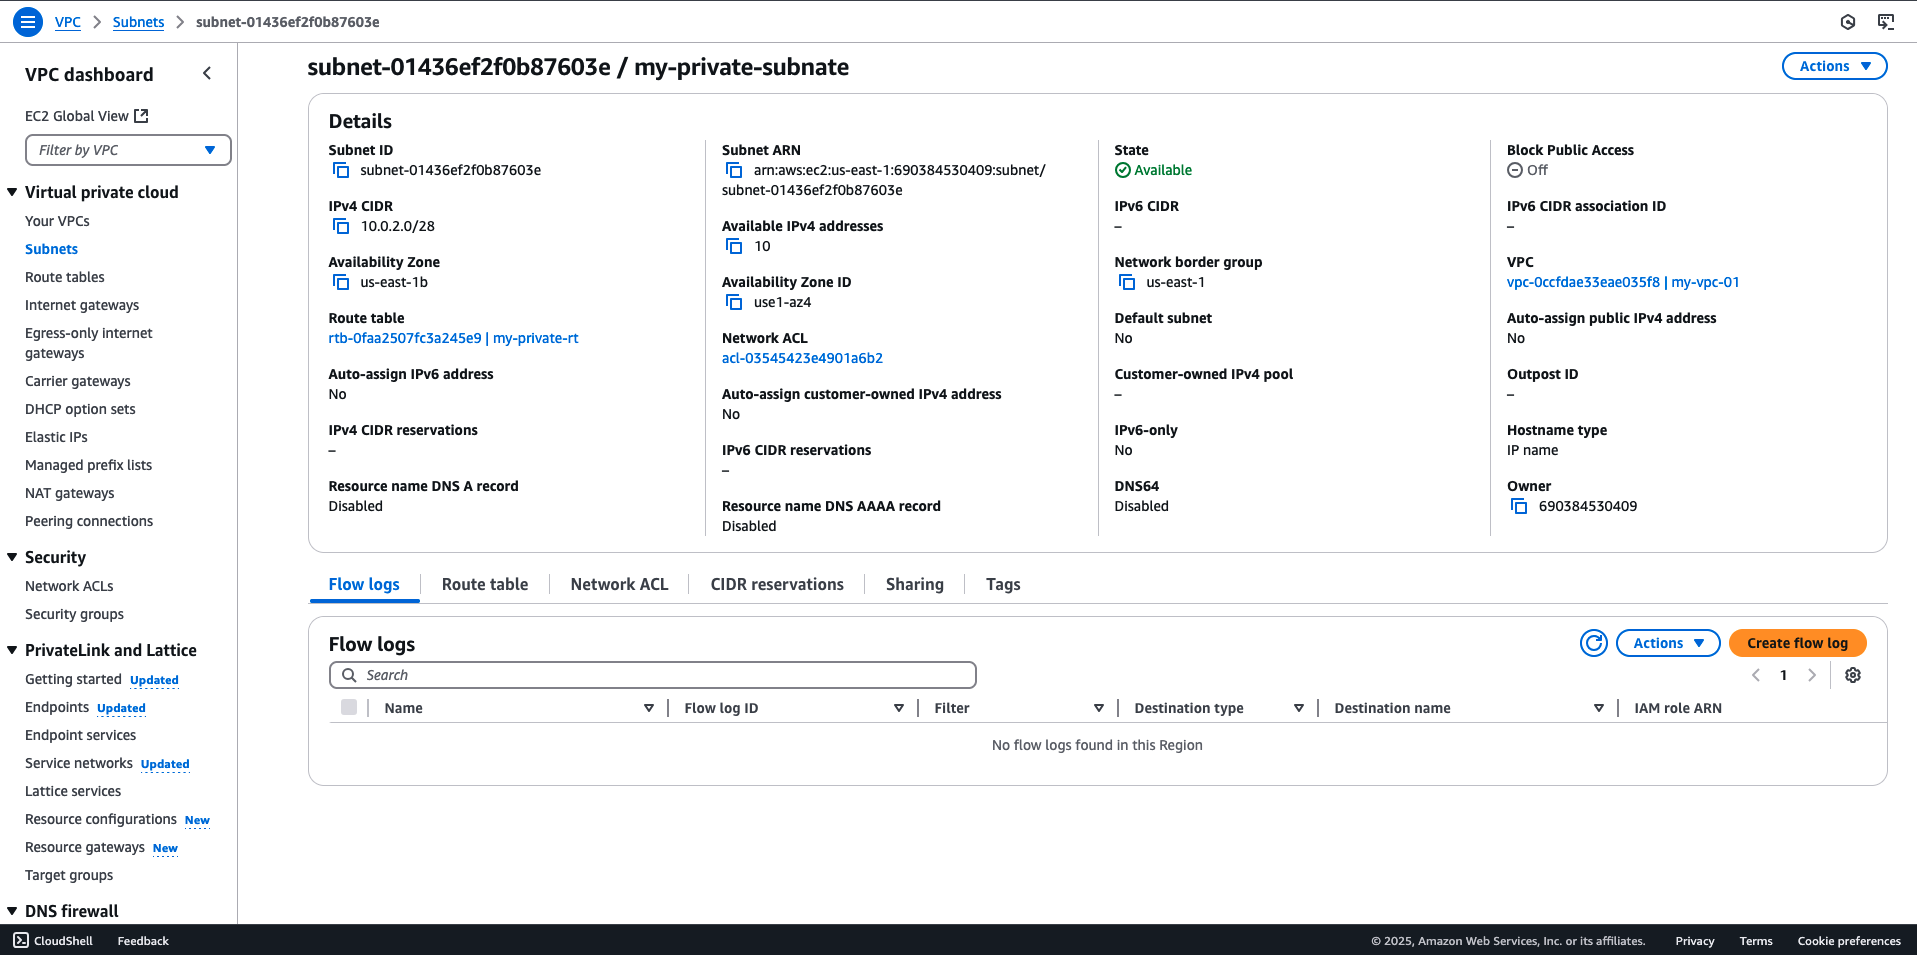 VPC > Subnets > subnet-01436ef2f0b87603e
VPC dashboard
EC2 Global View
Filter by VPC
Virtual private cloud
Your VPCs
Subnets
Route tables
Internet gateways
Egress-only internet
gateways
Carrier gateways
DHCP option sets
Elastic IPs
Managed prefix lists
NAT gateways
Peering connections
Security
Network ACLs
Security groups
PrivateLink and Lattice
Getting started Updated
Endpoints Updated
Endpoint services
Service networks Updated
Lattice services
Resource configurations New
Resource gateways New
Target groups
DNS firewall
subnet-01436ef2f0b87603e / my-private-subnate
Actions
Details
Subnet ID
subnet-01436ef2f0b87603e
IPv4 CIDR
10.0.2.0/28
Availability Zone
us-east-1b
Route table
rtb-0faa2507fc3a245e9 | my-private-rt
Auto-assign IPv6 address
No
IPv4 CIDR reservations
–
Resource name DNS A record
Disabled
Subnet ARN
arn:aws:ec2:us-east-1:690384530409:subnet/
subnet-01436ef2f0b87603e
Available IPv4 addresses
10
Availability Zone ID
use1-az4
Network ACL
acl-03545423e4901a6b2
Auto-assign customer-owned IPv4 address
No
IPv6 CIDR reservations
–
Resource name DNS AAAA record
Disabled
State
Available
IPv6 CIDR
–
Network border group
us-east-1
Default subnet
No
Customer-owned IPv4 pool
–
IPv6-only
No
DNS64
Disabled
Block Public Access
Off
IPv6 CIDR association ID
–
VPC
vpc-0ccfdae33eae035f8 | my-vpc-01
Auto-assign public IPv4 address
No
Outpost ID
–
Hostname type
IP name
Owner
690384530409
Flow logs Route table Network ACL CIDR reservations Sharing Tags
Flow logs
Actions Create flow log
Search
1
Name Flow log ID Filter Destination type Destination name IAM role ARN
No flow logs found in this Region
CloudShell Feedback © 2025, Amazon Web Services, Inc. or its affiliates. Privacy Terms Cookie preferences